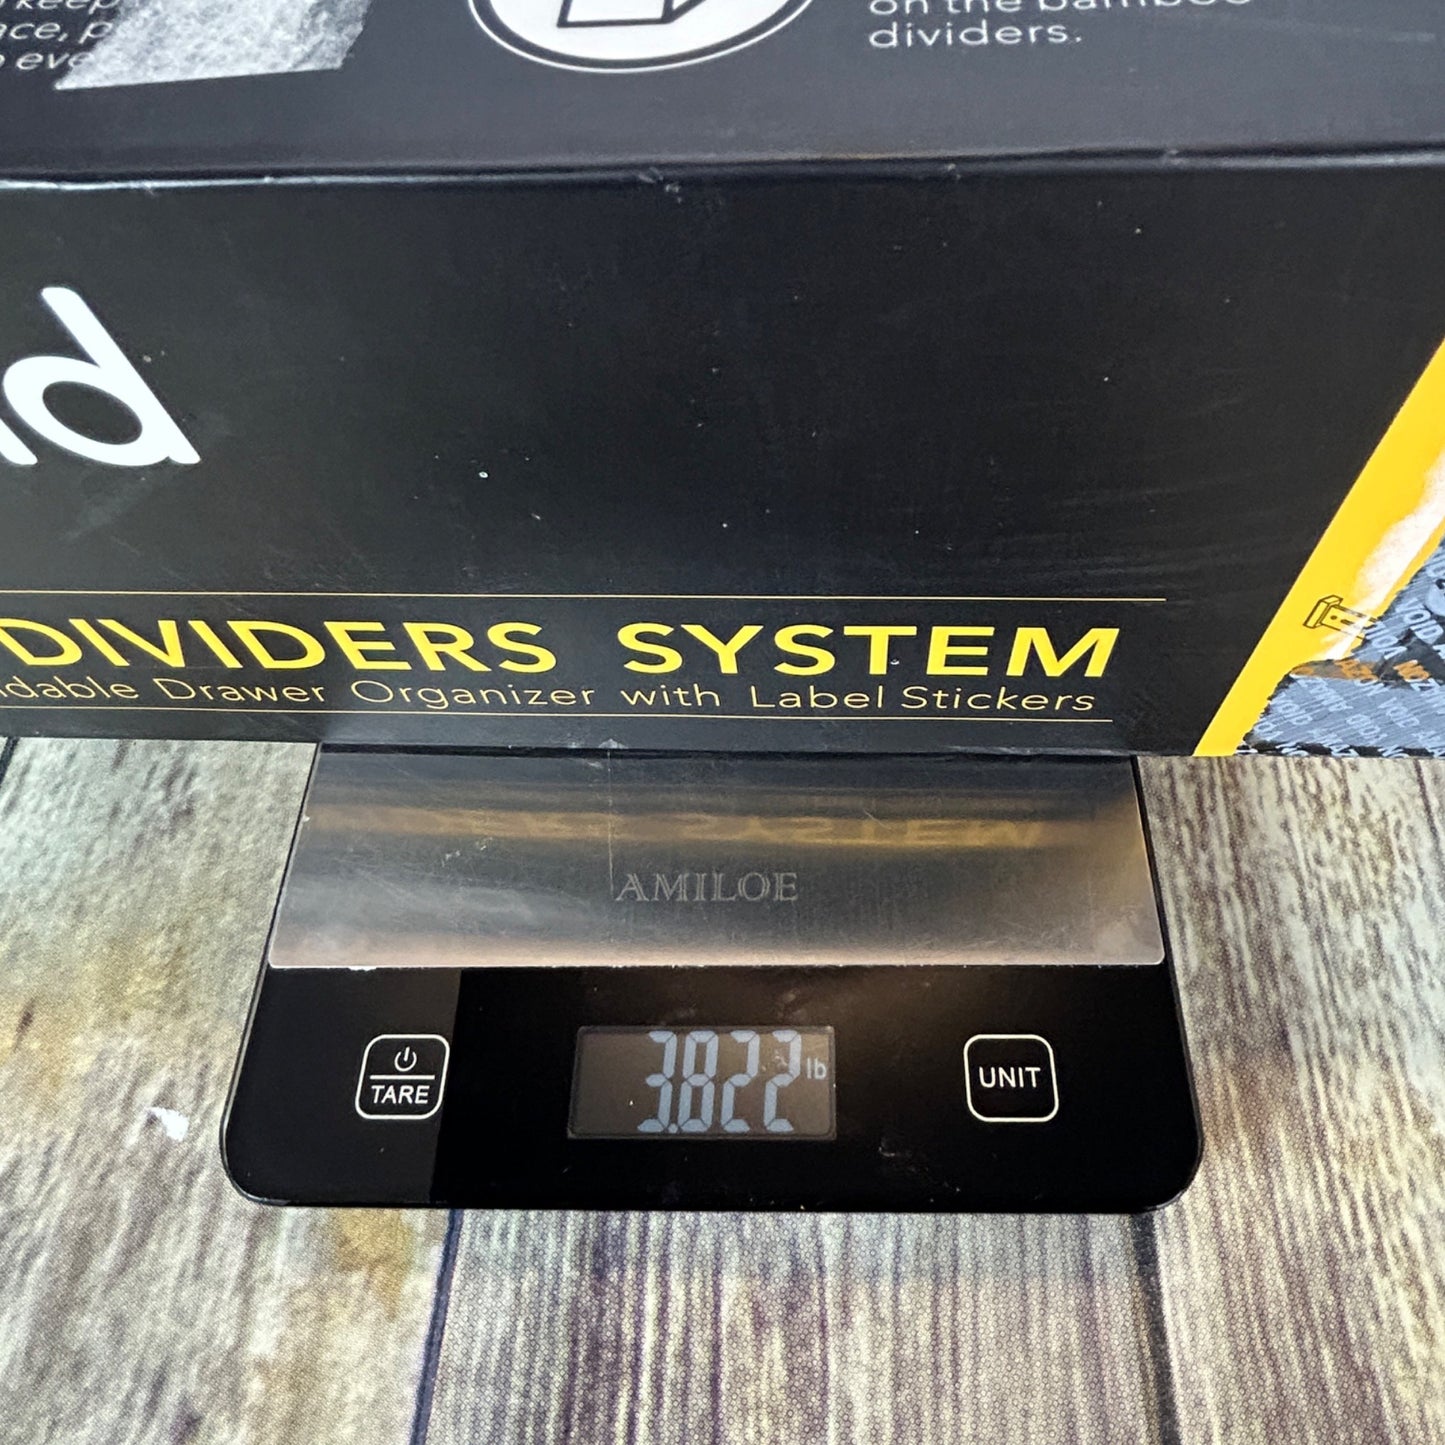 on the bamboo
dividers.
DIVIDERS SYSTEM
Drawer Organizer with Label Stickers
AMILOE
TARE
3.822 lb
UNIT